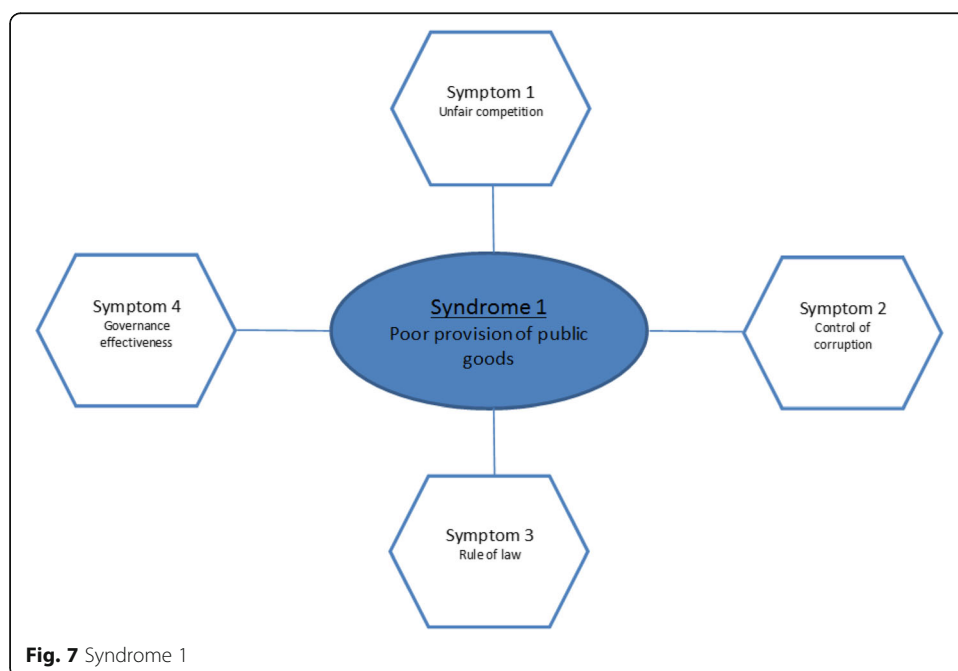 Symptom 1
Unfair competition
Symptom 4
Governance
effectiveness
Syndrome 1
Poor provision of public
goods
Symptom 2
Control of
corruption
Symptom 3
Rule of law
Fig. 7 Syndrome 1